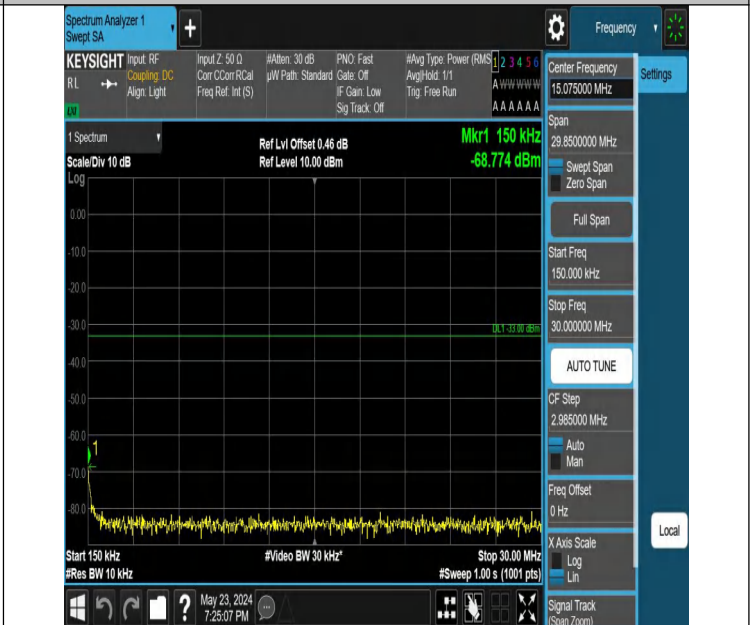 Spectrum Analyzer 1
Swept SA
+
Frequency
KEYSIGHT
RL
LXI
Input: RF
Coupling: DC
Align: Light
Input Z: 50 Ω
Corr CCorr RCal
Freq Ref: Int (S)
#Atten: 30 dB
µW Path: Standard
PNO: Fast
Gate: Off
IF Gain: Low
Sig Track: Off
#Avg Type: Power (RMS
Avg|Hold: 1/1
Trig: Free Run
1 2 3 4 5 6
A W W W W W
A A A A A A
1 Spectrum
Scale/Div 10 dB
Log
Ref Lvl Offset 0.46 dB
Ref Level 10.00 dBm
Mkr1 150 kHz
-68.774 dBm
0.00
-10.0
-20.0
-30.0
DL1 -33.00 dBm
-40.0
-50.0
-60.0
1
-70.0
-80.0
Start 150 kHz
#Res BW 10 kHz
#Video BW 30 kHz*
Stop 30.00 MHz
#Sweep 1.00 s (1001 pts)
Center Frequency
15.075000 MHz
Settings
Span
29.8500000 MHz
Swept Span
Zero Span
Full Span
Start Freq
150.000 kHz
Stop Freq
30.000000 MHz
AUTO TUNE
CF Step
2.985000 MHz
Auto
Man
Freq Offset
0 Hz
X Axis Scale
Log
Lin
Local
Signal Track
(Span Zoom)
?
May 23, 2024
7:25:07 PM